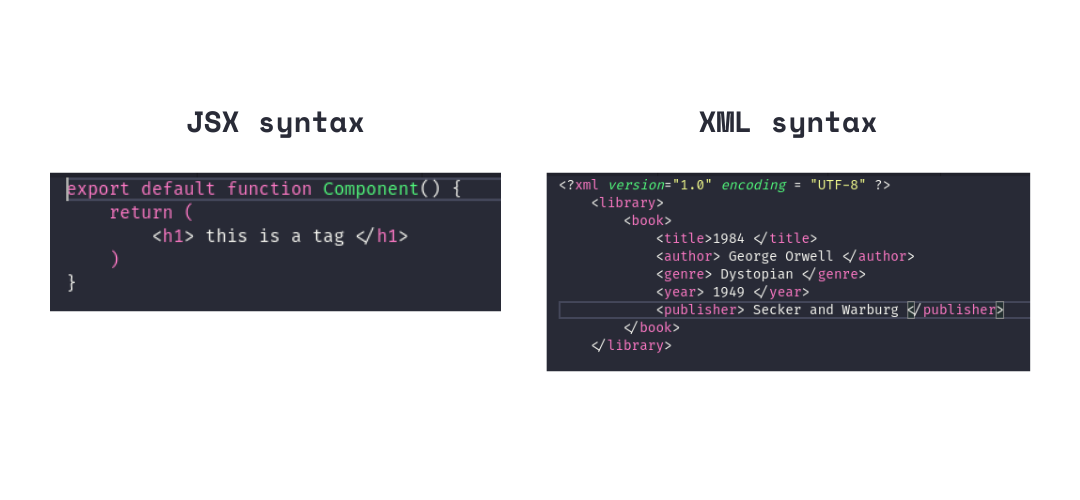 JSX syntax
export default function Component() {
return (
<h1> this is a tag </h1>
)
}
XML syntax
<?xml version="1.0" encoding = "UTF-8" ?>
<library>
<book>
<title>1984 </title>
<author> George Orwell </author>
<genre> Dystopian </genre>
<year> 1949 </year>
<publisher> Secker and Warburg </publisher>
</book>
</library>